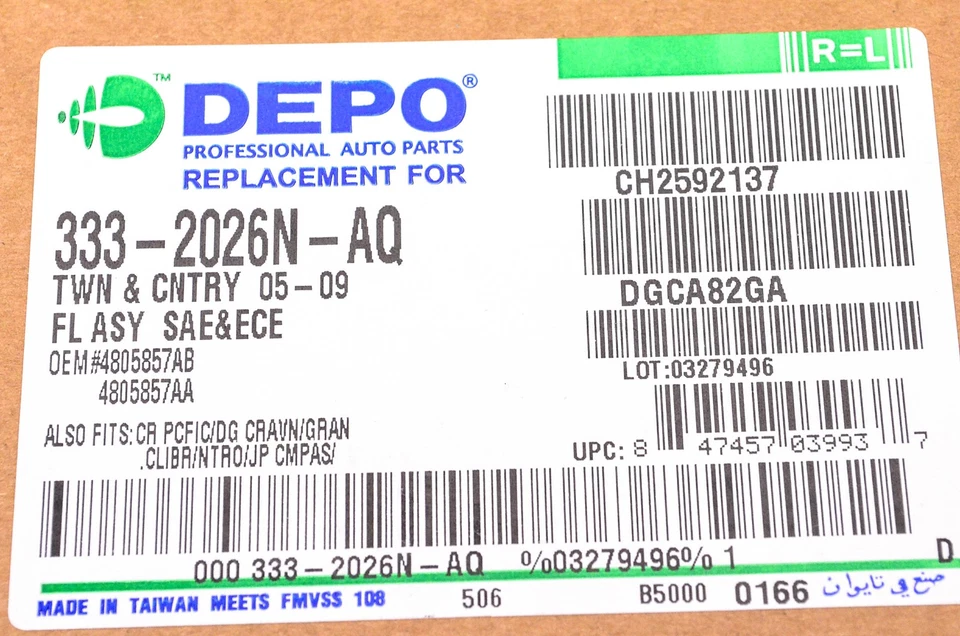 R=L
TM
DEPO®
PROFESSIONAL AUTO PARTS
REPLACEMENT FOR
333-2026N-AQ
TWN & CNTRY 05-09
FL ASY SAE&ECE
OEM#4805857AB
4805857AA
ALSO FITS:CR PCFIC/DG CRAVN/GRAN
.CLIBR/NTRO/JP CMPAS/
CH2592137
DGCA82GA
LOT:03279496
UPC: 8 47457 03993 7
000 333-2026N-AQ %03279496% 1
D
MADE IN TAIWAN MEETS FMVSS 108 506 B5000 0166 صنع في تايوان